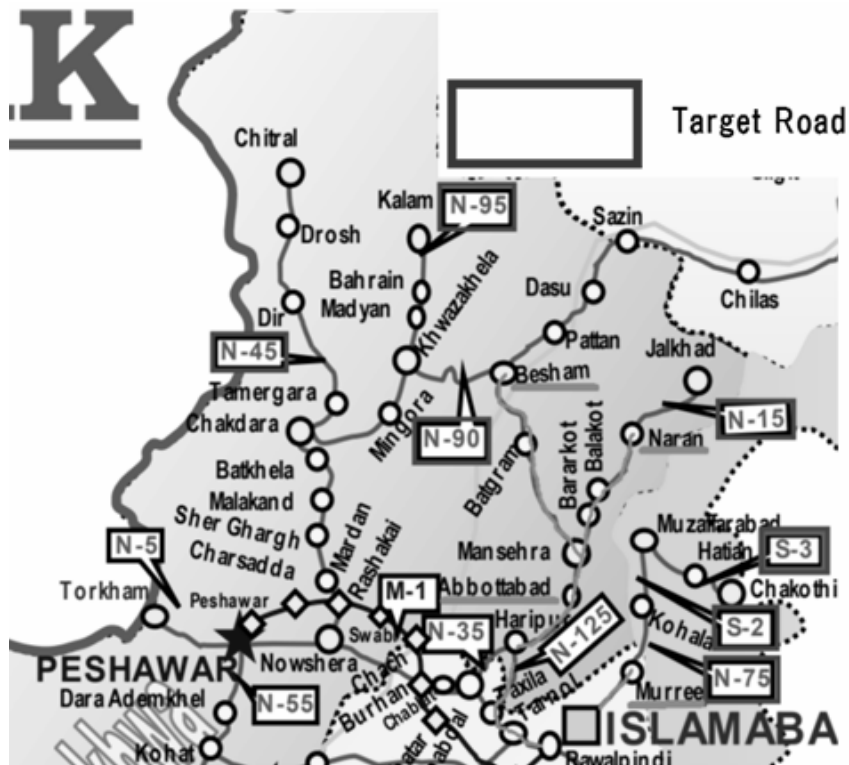 K
Target Road
Chitral
Kalam
N-95
Sazin
Drosh
Bahrain
Khwazakhela
Dasu
Chilas
Madyan
Dir
Pattan
Jalkhad
N-45
Besham
Tamergara
N-15
Chakdara
Mingora
N-90
Naran
Batkhela
Batgram
Bararkot
Balakot
Malakand
Sher Ghargh
Mardan
Muzaffarabad
N-5
Charsadda
Rashakai
Mansehra
Hatian
S-3
Torkham
Peshawar
M-1
Abbottabad
Chakothi
Swabi
N-35
Haripur
N-125
Kohala
S-2
PESHAWAR
Nowshera
Chach
N-75
Dara Ademkhel
N-55
Burhan
Taxila
Murree
Tarnol
ISLAMABA
Kohat
Rawalpindi